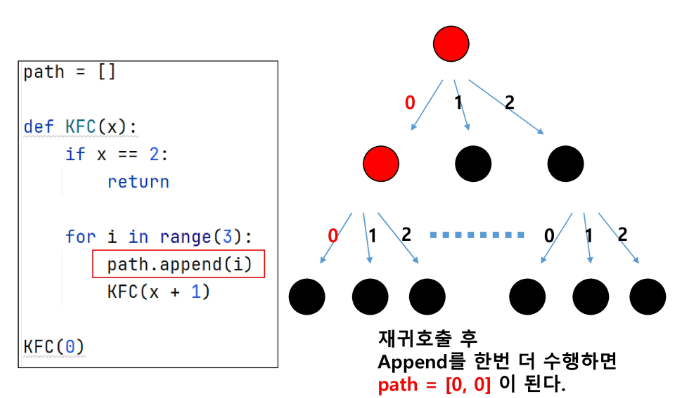 path = []
def KFC(x):
    if x == 2:
        return
    for i in range(3):
        path.append(i)
        KFC(x + 1)
KFC(0)
0 1 2
0 1 2 0 1 2
재귀호출 후
Append를 한번 더 수행하면
path = [0, 0] 이 된다.